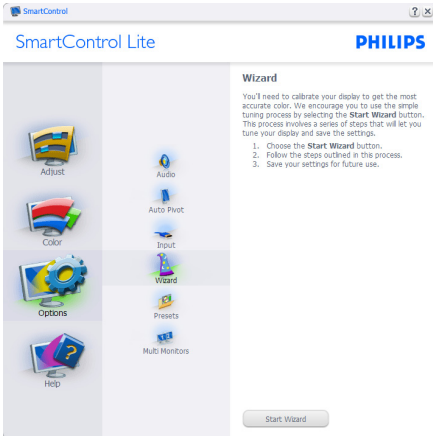 SmartControl
? x
SmartControl Lite
PHILIPS
Adjust
Color
Options
Help
Audio
Auto Pivot
Input
Wizard
Presets
Multi Monitors
Wizard
You'll need to calibrate your display to get the most
accurate color. We encourage you to use the simple
tuning process by selecting the Start Wizard button.
This process involves a series of steps that will let you
tune your display and save the settings.
1. Choose the Start Wizard button.
2. Follow the steps outlined in this process.
3. Save your settings for future use.
Start Wizard